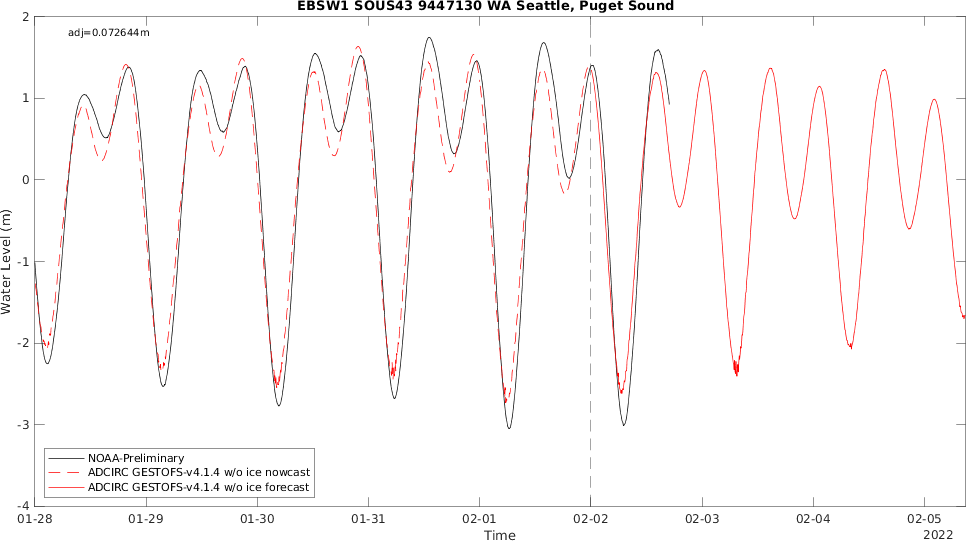 EBSW1 SOUS43 9447130 WA Seattle, Puget Sound
adj=0.072644m
2
1
0
-1
-2
-3
-4
Water Level (m)
NOAA-Preliminary
ADCIRC GESTOFS-v4.1.4 w/o ice nowcast
ADCIRC GESTOFS-v4.1.4 w/o ice forecast
01-28 01-29 01-30 01-31 02-01 02-02 02-03 02-04 02-05
Time
2022